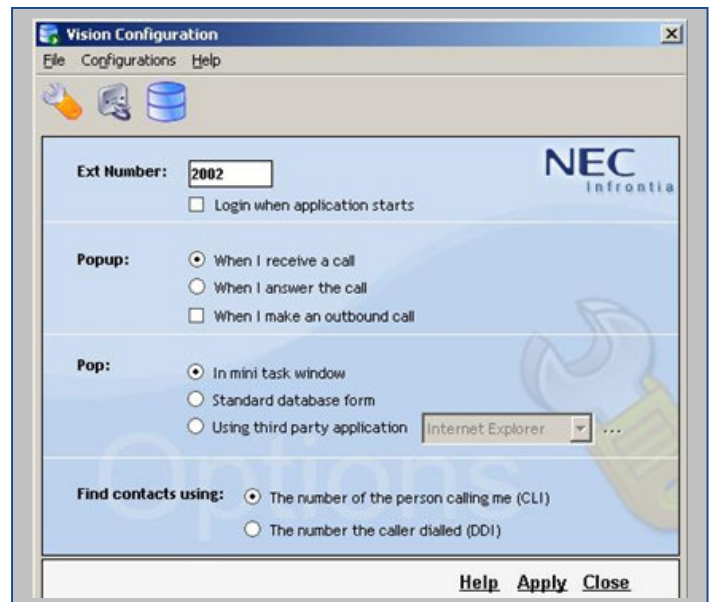 Vision Configuration
File Configurations Help
NEC
Infrontia
Ext Number: 2002
Login when application starts
Popup: When I receive a call
When I answer the call
When I make an outbound call
Pop: In mini task window
Standard database form
Using third party application Internet Explorer ...
Options
Find contacts using: The number of the person calling me (CLI)
The number the caller dialled (DDI)
Help Apply Close